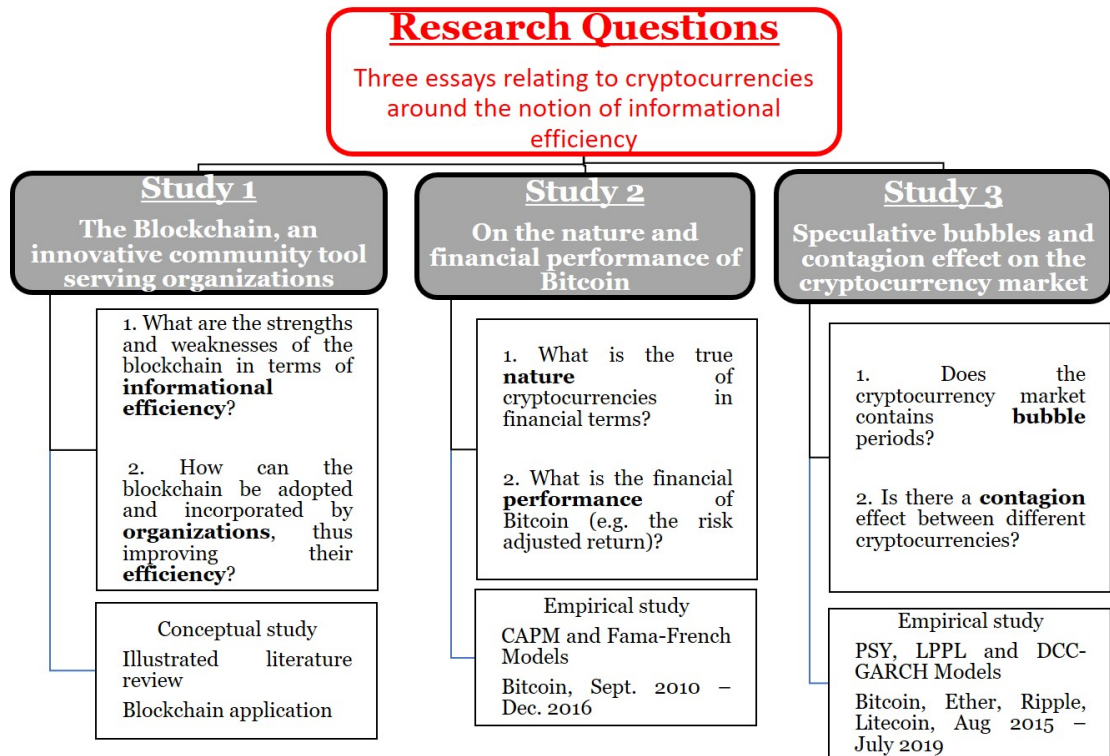 Research Questions
Three essays relating to cryptocurrencies
around the notion of informational
efficiency
Study 1
The Blockchain, an
innovative community tool
serving organizations
1. What are the strengths
and weaknesses of the
blockchain in terms of
informational
efficiency?
2. How can the
blockchain be adopted
and incorporated by
organizations, thus
improving their
efficiency?
Conceptual study
Illustrated literature
review
Blockchain application
Study 2
On the nature and
financial performance of
Bitcoin
1. What is the true
nature of
cryptocurrencies in
financial terms?
2. What is the financial
performance of
Bitcoin (e.g. the risk
adjusted return)?
Empirical study
CAPM and Fama-French
Models
Bitcoin, Sept. 2010 –
Dec. 2016
Study 3
Speculative bubbles and
contagion effect on the
cryptocurrency market
1. Does the
cryptocurrency market
contains bubble
periods?
2. Is there a contagion
effect between different
cryptocurrencies?
Empirical study
PSY, LPPL and DCC-
GARCH Models
Bitcoin, Ether, Ripple,
Litecoin, Aug 2015 –
July 2019